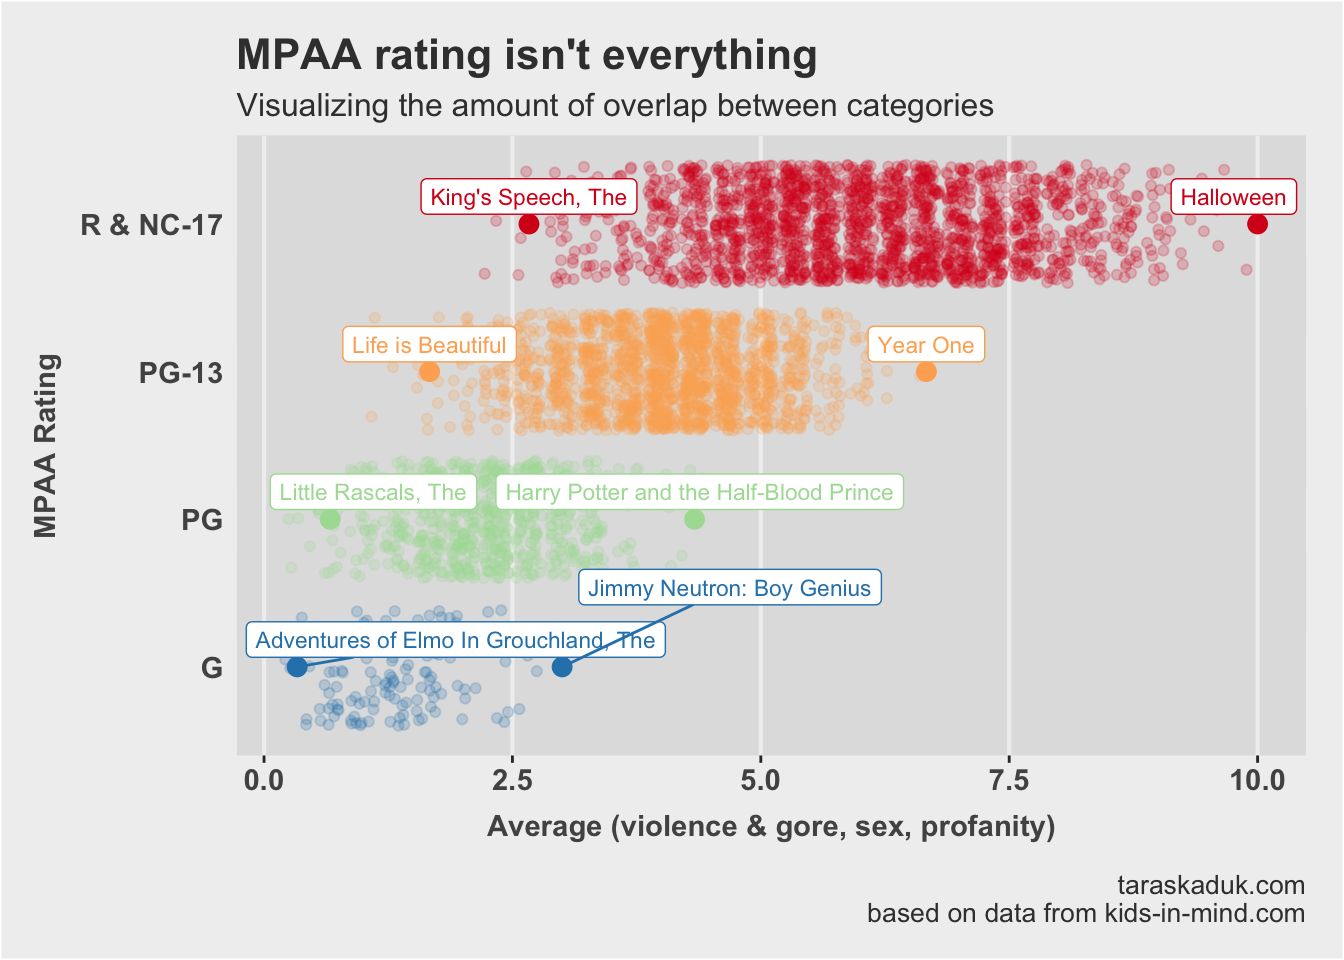 MPAA rating isn't everything
Visualizing the amount of overlap between categories
MPAA Rating
R & NC-17
King's Speech, The
Halloween
PG-13
Life is Beautiful
Year One
PG
Little Rascals, The
Harry Potter and the Half-Blood Prince
Jimmy Neutron: Boy Genius
G
Adventures of Elmo In Grouchland, The
0.0 2.5 5.0 7.5 10.0
Average (violence & gore, sex, profanity)
taraskaduk.com
based on data from kids-in-mind.com